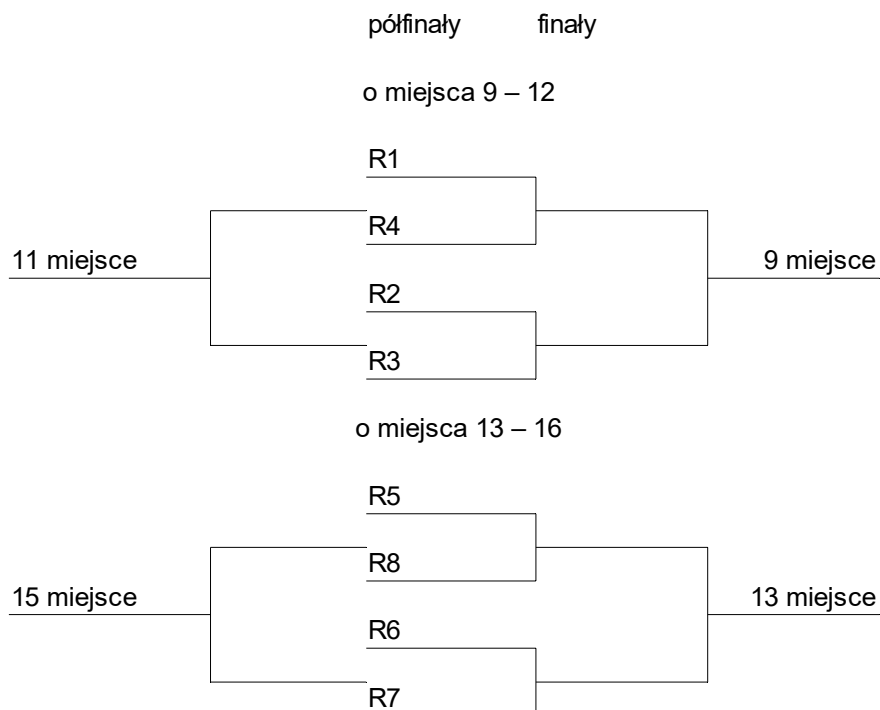 półfinały finały
o miejsca 9 – 12
R1
R4
11 miejsce 9 miejsce
R2
R3
o miejsca 13 – 16
R5
R8
15 miejsce 13 miejsce
R6
R7